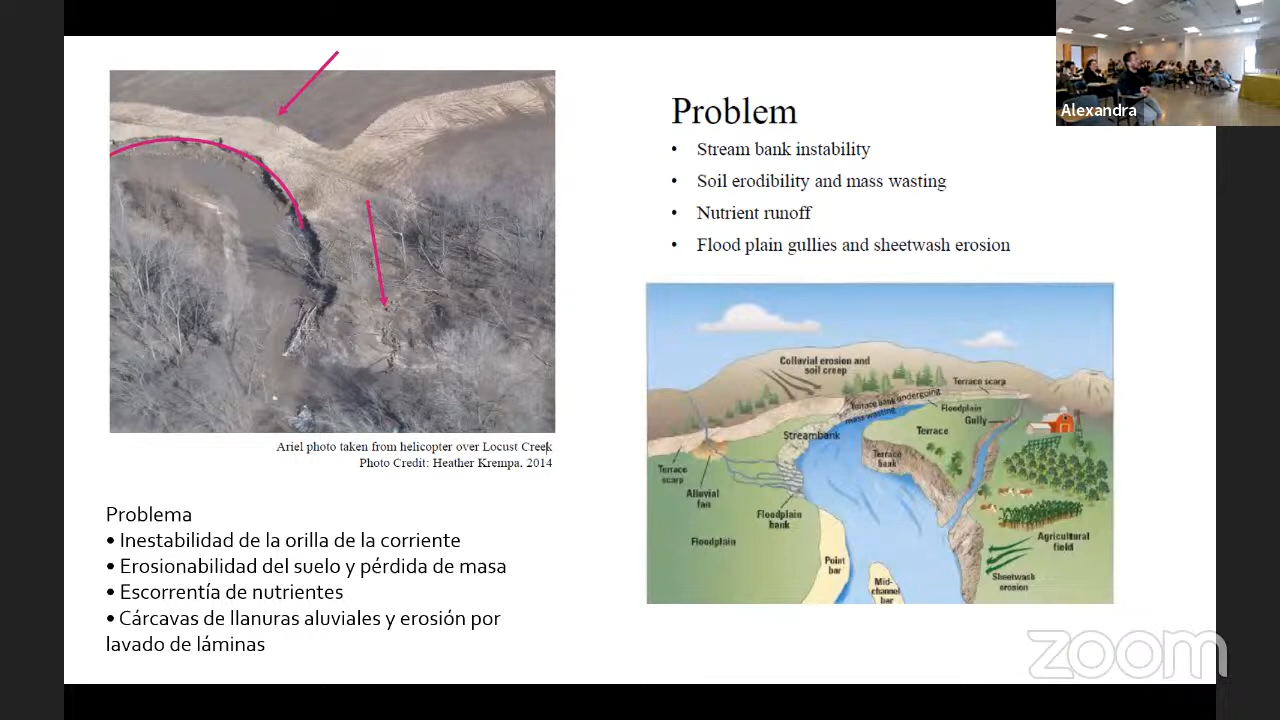 Alexandra
Problem
• Stream bank instability
• Soil erodibility and mass wasting
• Nutrient runoff
• Flood plain gullies and sheetwash erosion
Ariel photo taken from helicopter over Locust Creek
Photo Credit: Heather Krempa, 2014
Colluvial erosion and
soil creep
Terrace scarp
Terrace bank undergoing
mass wasting
Floodplain
Gully
Terrace
Streambank
Terrace
bank
Terrace
scarp
Alluvial
fan
Floodplain
bank
Floodplain
Agricultural
field
Point
bar
Mid-
channel
bar
Sheetwash
erosion
Problema
• Inestabilidad de la orilla de la corriente
• Erosionabilidad del suelo y pérdida de masa
• Escorrentía de nutrientes
• Cárcavas de llanuras aluviales y erosión por
lavado de láminas
zoom